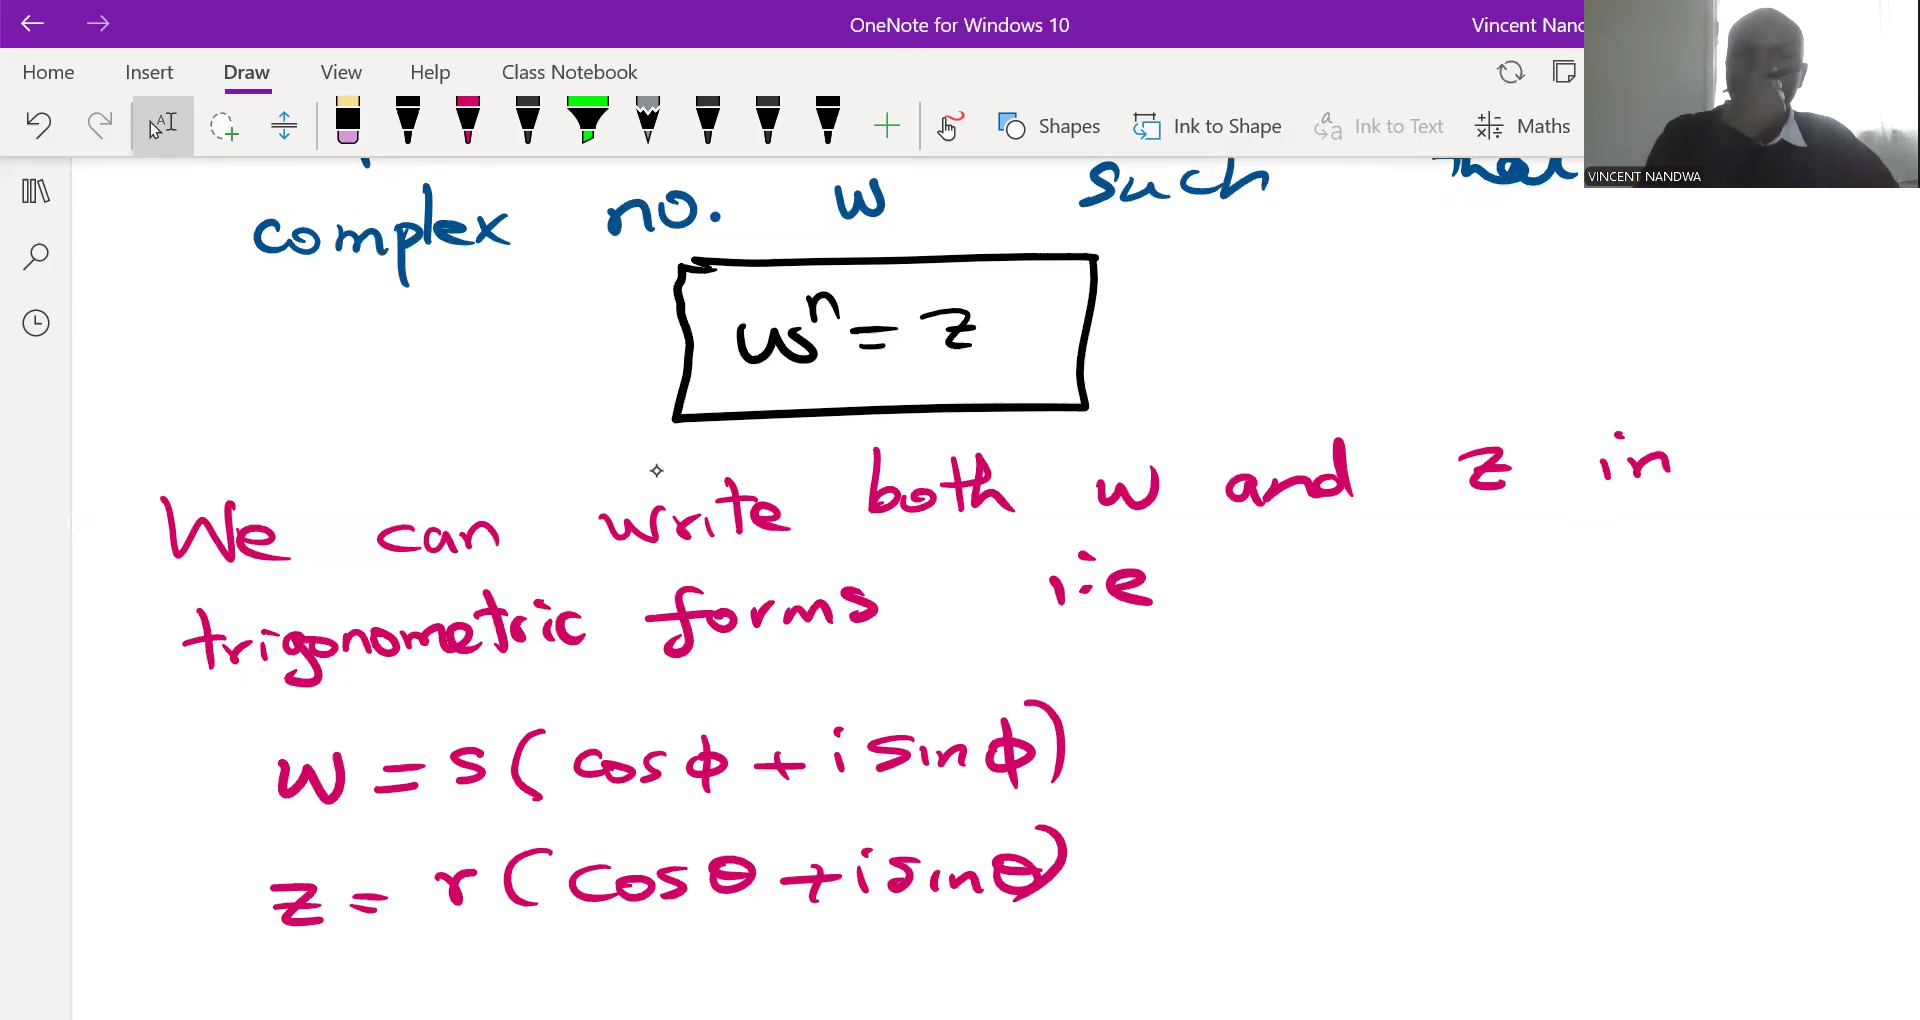 OneNote for Windows 10
Home Insert Draw View Help Class Notebook
Shapes Ink to Shape Ink to Text Maths
VINCENT NANDWA
complex no. w such
wⁿ = z
We can write both w and z in
trigonometric forms i.e
w = s(cos φ + i sin φ)
z = r(cos θ + i sin θ)